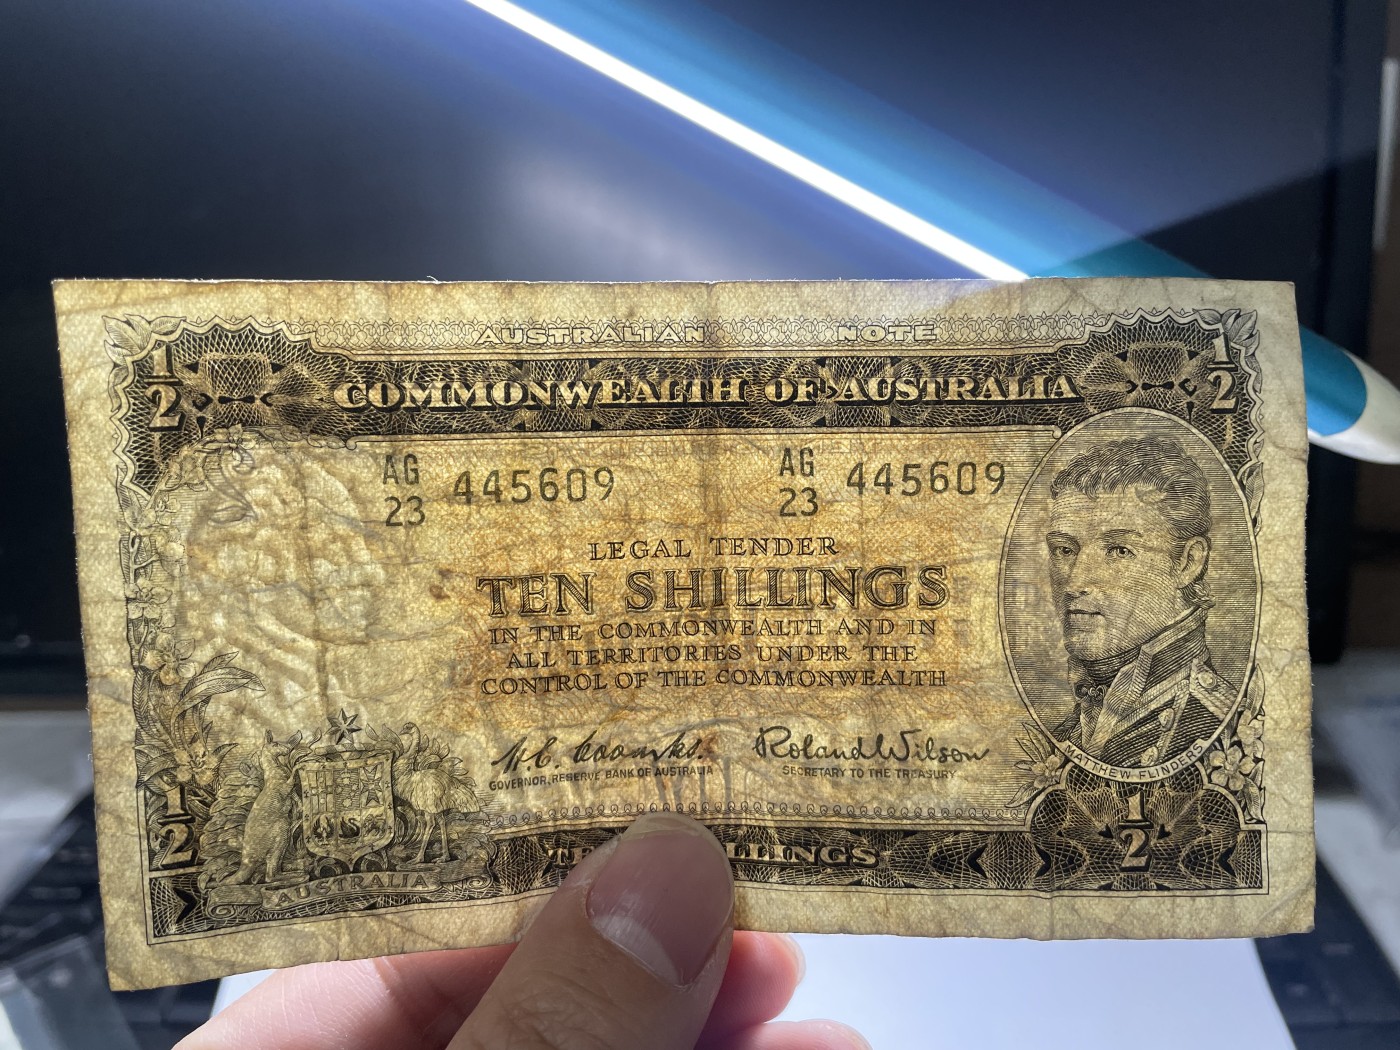 AUSTRALIAN NOTE
1/2 COMMONWEALTH OF AUSTRALIA 1/2
AG 23 445609 AG 23 445609
LEGAL TENDER
TEN SHILLINGS
IN THE COMMONWEALTH AND IN
ALL TERRITORIES UNDER THE
CONTROL OF THE COMMONWEALTH
H.C. Coombs. Roland Wilson
GOVERNOR, RESERVE BANK OF AUSTRALIA SECRETARY TO THE TREASURY
MATTHEW FLINDERS
1/2 1/2
AUSTRALIA